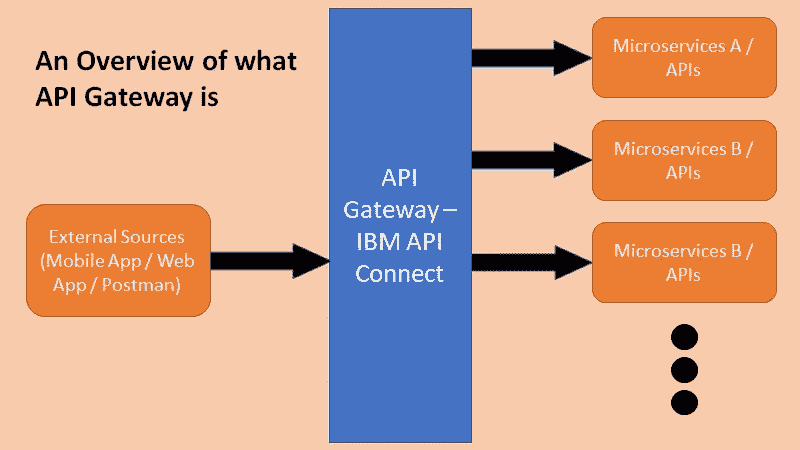 An Overview of what
API Gateway is
External Sources
(Mobile App / Web
App / Postman)
API
Gateway –
IBM API
Connect
Microservices A /
APIs
Microservices B /
APIs
Microservices B /
APIs